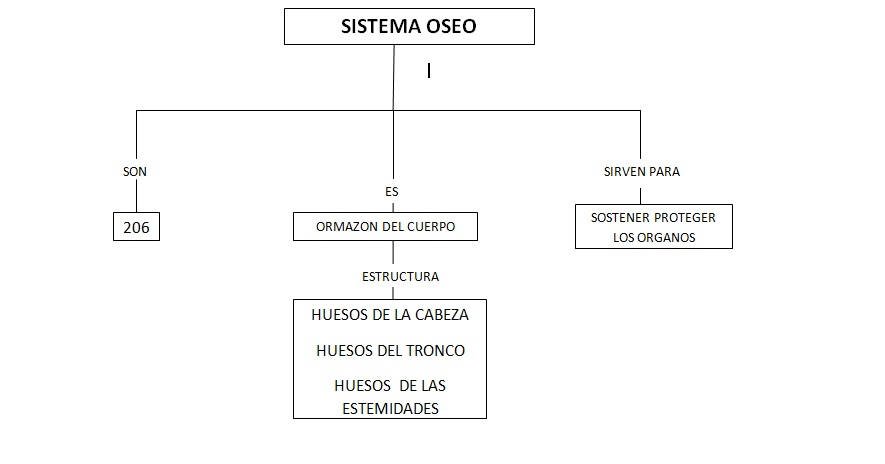 SISTEMA OSEO
SON
206
ES
ORMAZON DEL CUERPO
ESTRUCTURA
HUESOS DE LA CABEZA
HUESOS DEL TRONCO
HUESOS DE LAS
ESTEMIDADES
SIRVEN PARA
SOSTENER PROTEGER
LOS ORGANOS